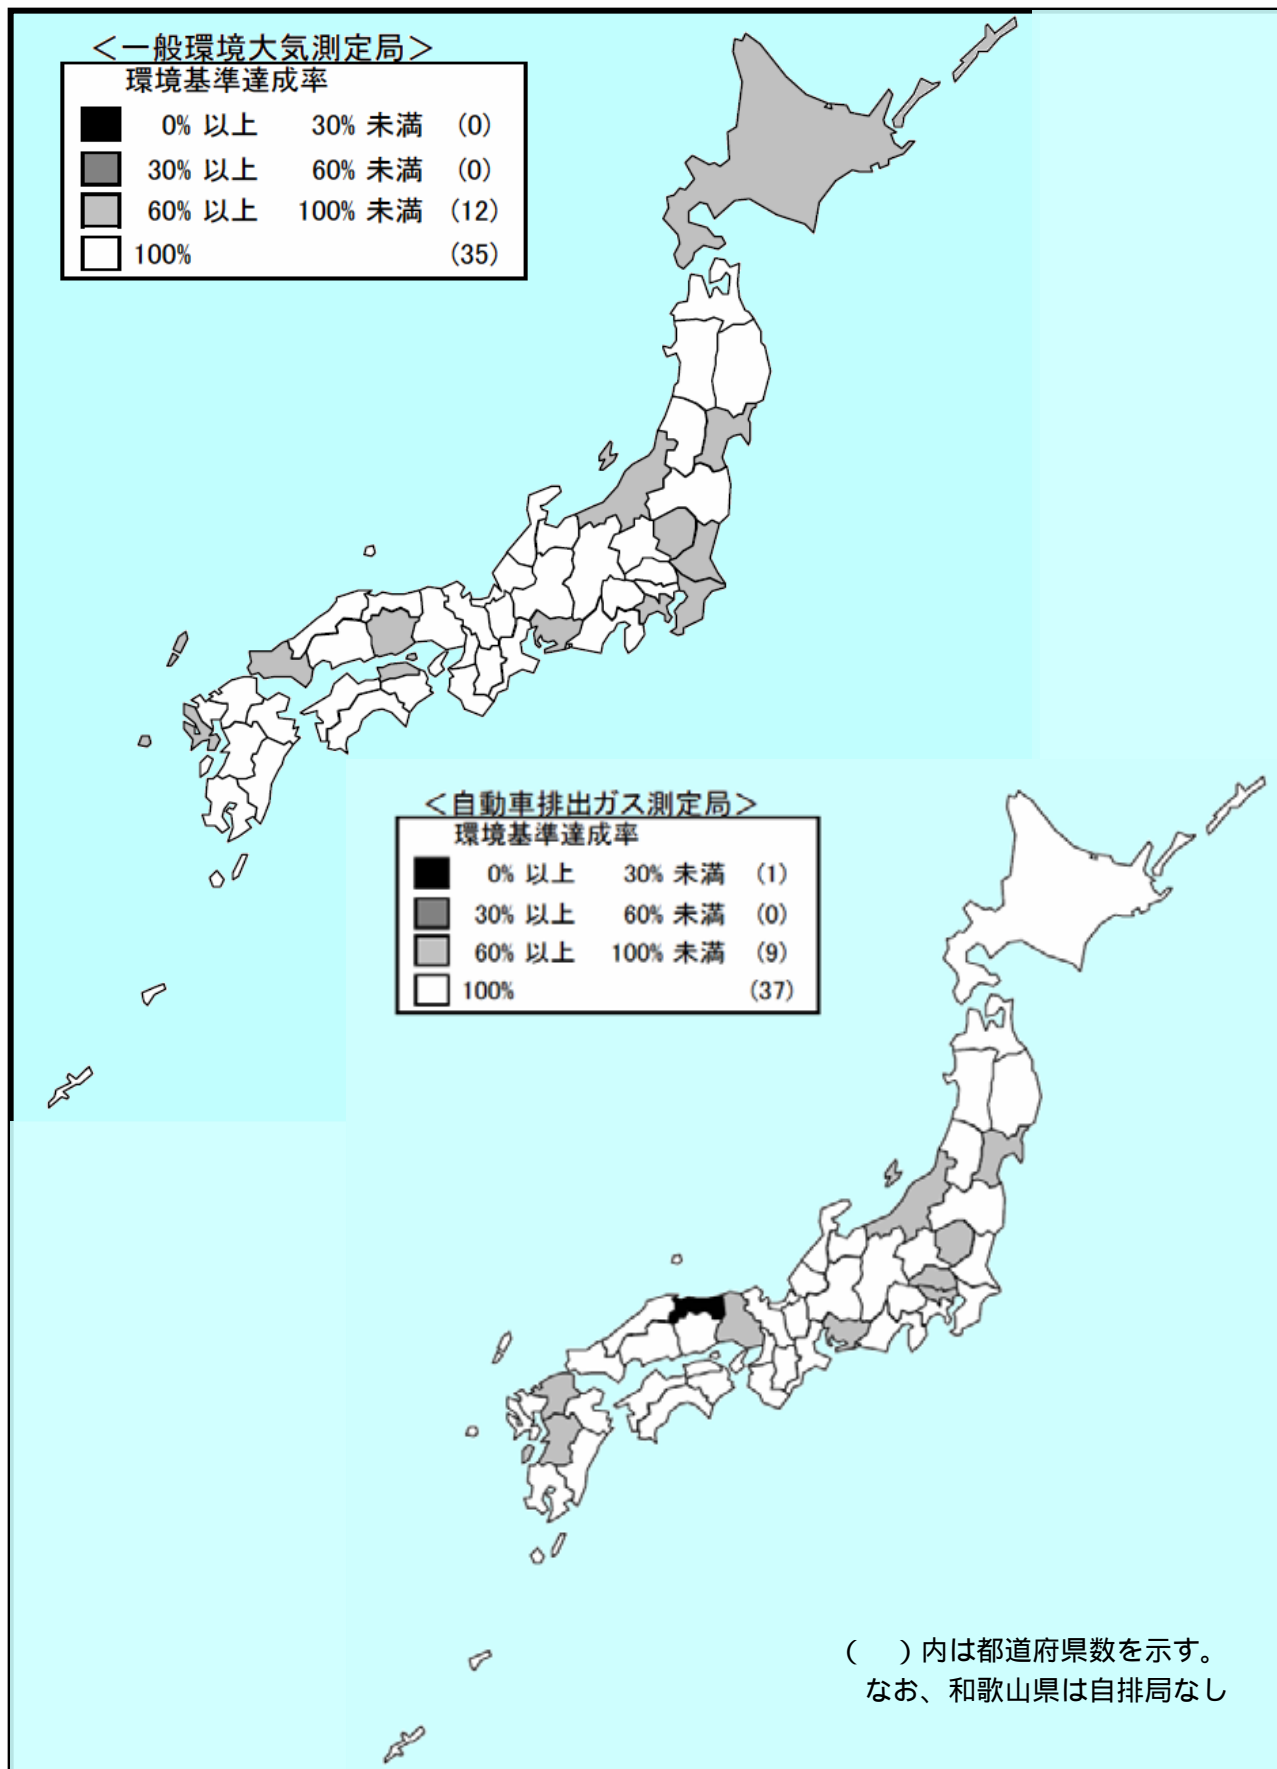 ＜一般環境大気測定局＞
環境基準達成率
0% 以上 30% 未満 (0)
30% 以上 60% 未満 (0)
60% 以上 100% 未満 (12)
100% (35)
＜自動車排出ガス測定局＞
環境基準達成率
0% 以上 30% 未満 (1)
30% 以上 60% 未満 (0)
60% 以上 100% 未満 (9)
100% (37)
(　)内は都道府県数を示す。
なお、和歌山県は自排局なし